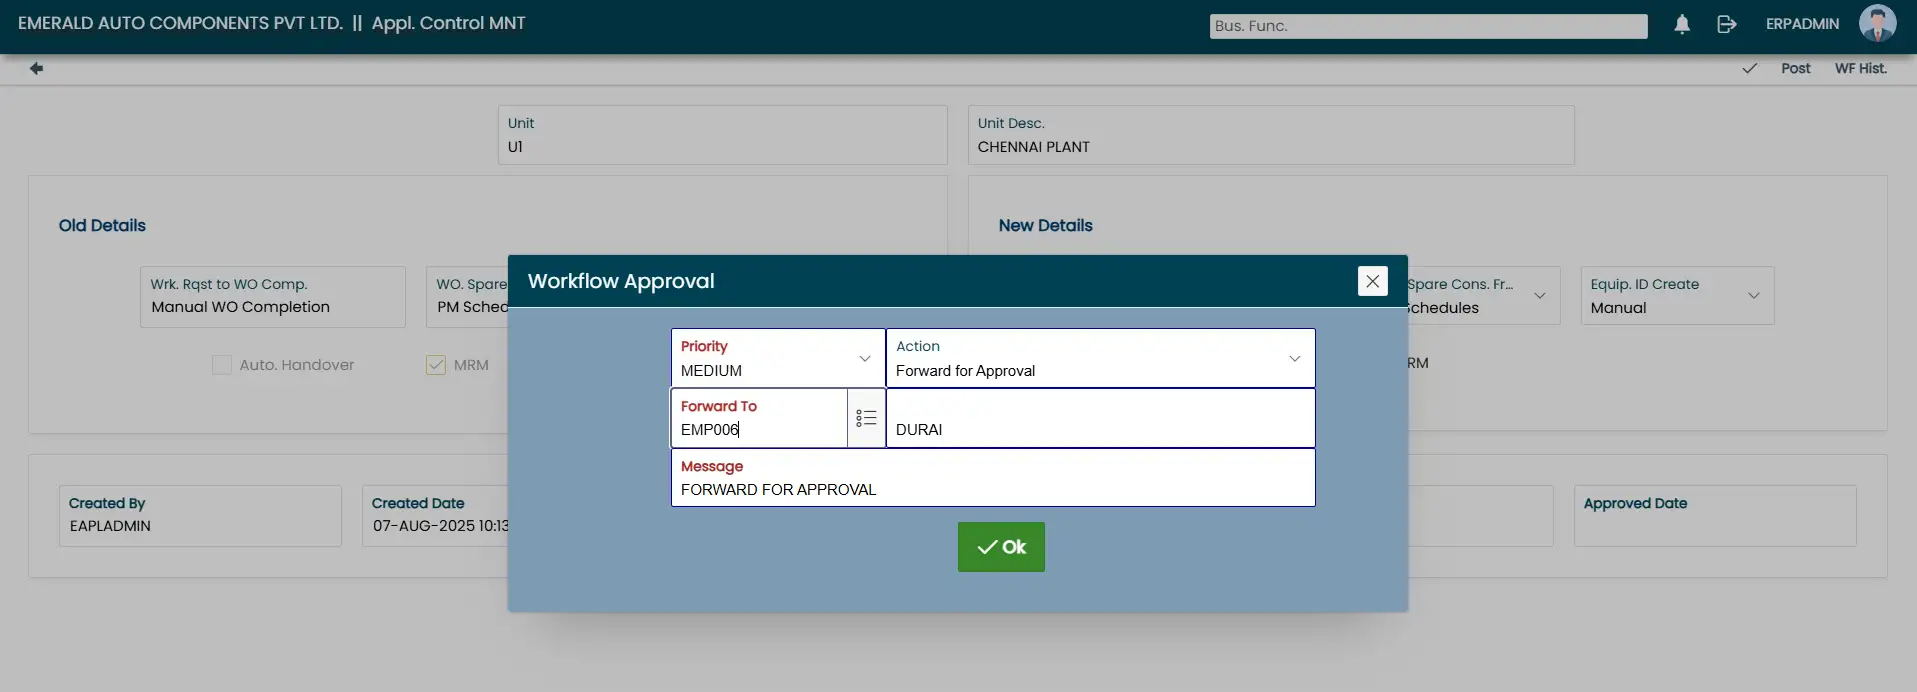 EMERALD AUTO COMPONENTS PVT LTD. || Appl. Control MNT
Bus. Func.
ERPADMIN
Post
WF Hist.
Unit
U1
Unit Desc.
CHENNAI PLANT
Old Details
New Details
Wrk. Rqst to WO Comp.
Manual WO Completion
WO. Spare
PM Sched
Spare Cons. Fr...
Schedules
Equip. ID Create
Manual
Auto. Handover
MRM
RM
Workflow Approval
Priority
MEDIUM
Action
Forward for Approval
Forward To
EMP006
DURAI
Message
FORWARD FOR APPROVAL
Ok
Created By
EAPLADMIN
Created Date
07-AUG-2025 10:13
Approved Date